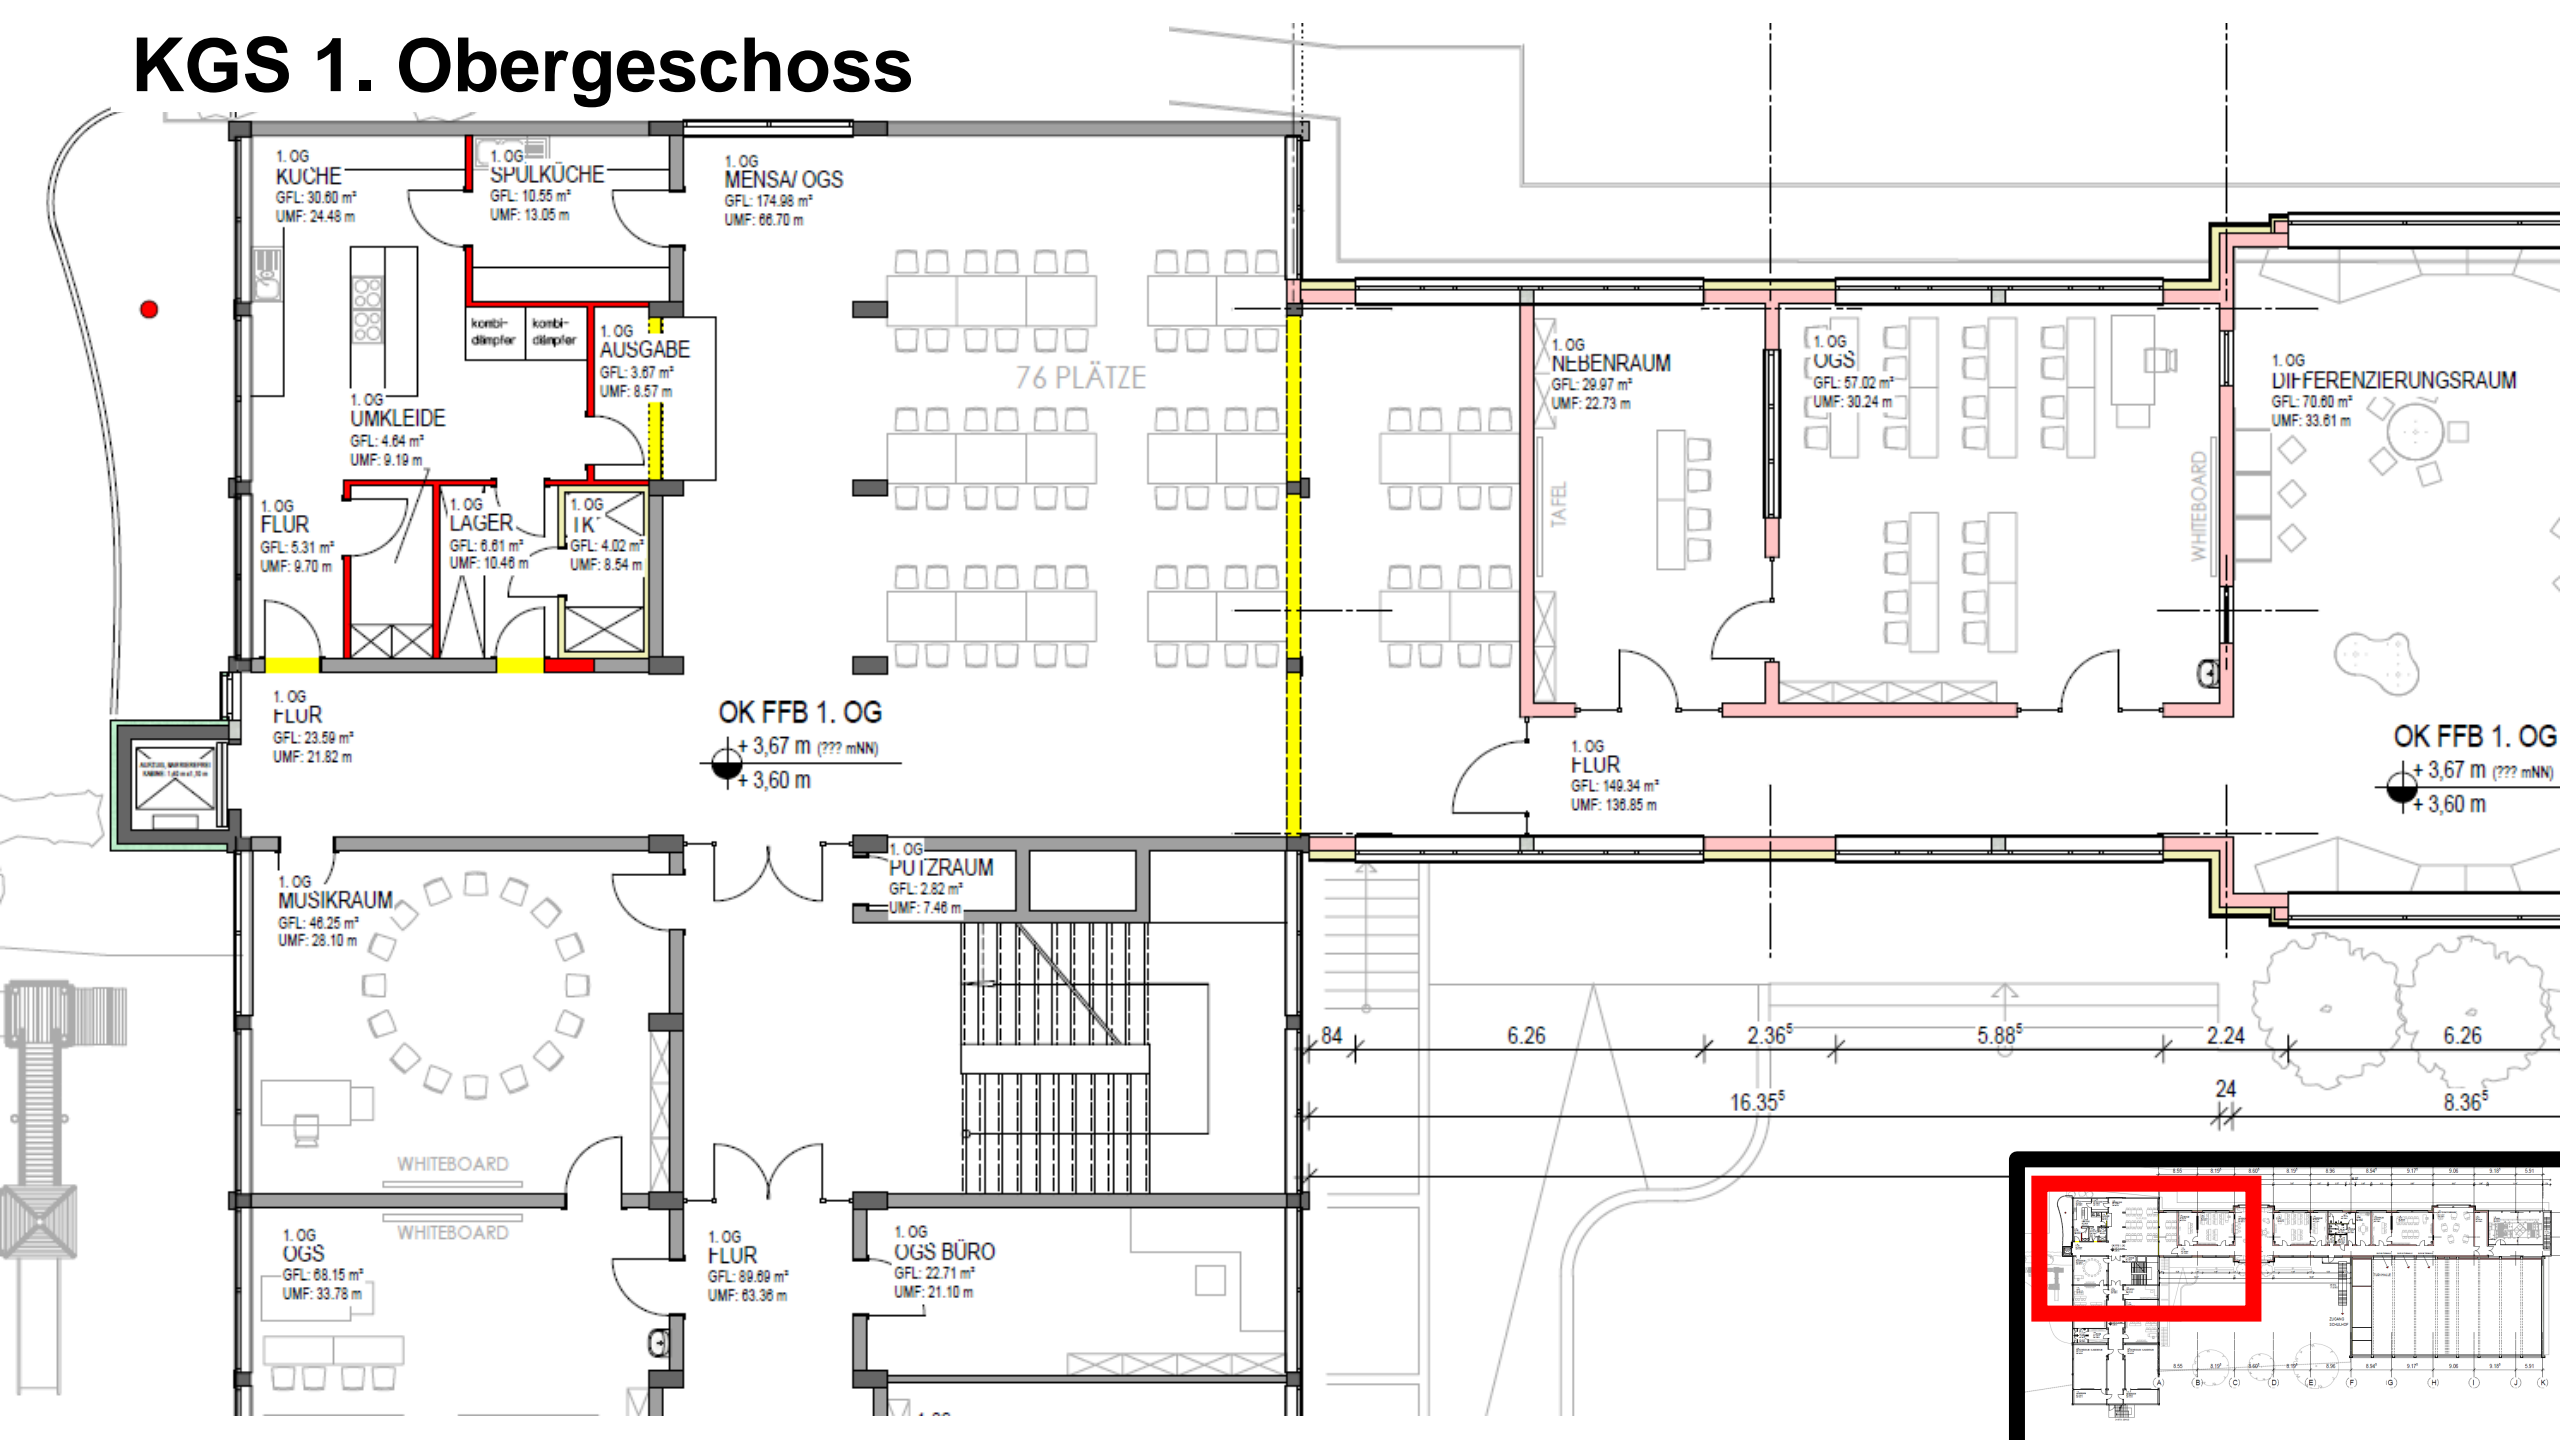 KGS 1. Obergeschoss
1. OG
KÜCHE
GFL: 30.60 m²
UMF: 24.48 m
1. OG
SPÜLKÜCHE
GFL: 10.55 m²
UMF: 13.05 m
1. OG
MENSA/ OGS
GFL: 174.98 m²
UMF: 66.70 m
kombi-
dämpfer
kombi-
dämpfer
1. OG
AUSGABE
GFL: 3.67 m²
UMF: 8.57 m
76 PLÄTZE
1. OG
NEBENRAUM
GFL: 29.97 m²
UMF: 22.73 m
1. OG
OGS
GFL: 57.02 m²
UMF: 30.24 m
1. OG
DIFFERENZIERUNGSRAUM
GFL: 70.60 m²
UMF: 33.61 m
1. OG
UMKLEIDE
GFL: 4.64 m²
UMF: 9.19 m
1. OG
FLUR
GFL: 5.31 m²
UMF: 9.70 m
1. OG
LAGER
GFL: 6.61 m²
UMF: 10.46 m
1. OG
TK
GFL: 4.02 m²
UMF: 8.54 m
TAFEL
WHITEBOARD
1. OG
FLUR
GFL: 23.59 m²
UMF: 21.82 m
OK FFB 1. OG
+ 3,67 m (??? mNN)
+ 3,60 m
1. OG
FLUR
GFL: 149.34 m²
UMF: 136.85 m
OK FFB 1. OG
+ 3,67 m (??? mNN)
+ 3,60 m
1. OG
MUSIKRAUM
GFL: 46.25 m²
UMF: 28.10 m
1. OG
PUTZRAUM
GFL: 2.82 m²
UMF: 7.46 m
84
6.26
2.36⁵
5.88⁵
2.24
6.26
16.35⁵
24
8.36⁵
WHITEBOARD
WHITEBOARD
1. OG
OGS
GFL: 68.15 m²
UMF: 33.78 m
1. OG
FLUR
GFL: 89.69 m²
UMF: 63.36 m
1. OG
OGS BÜRO
GFL: 22.71 m²
UMF: 21.10 m
ZUGANG
SCHULHOF